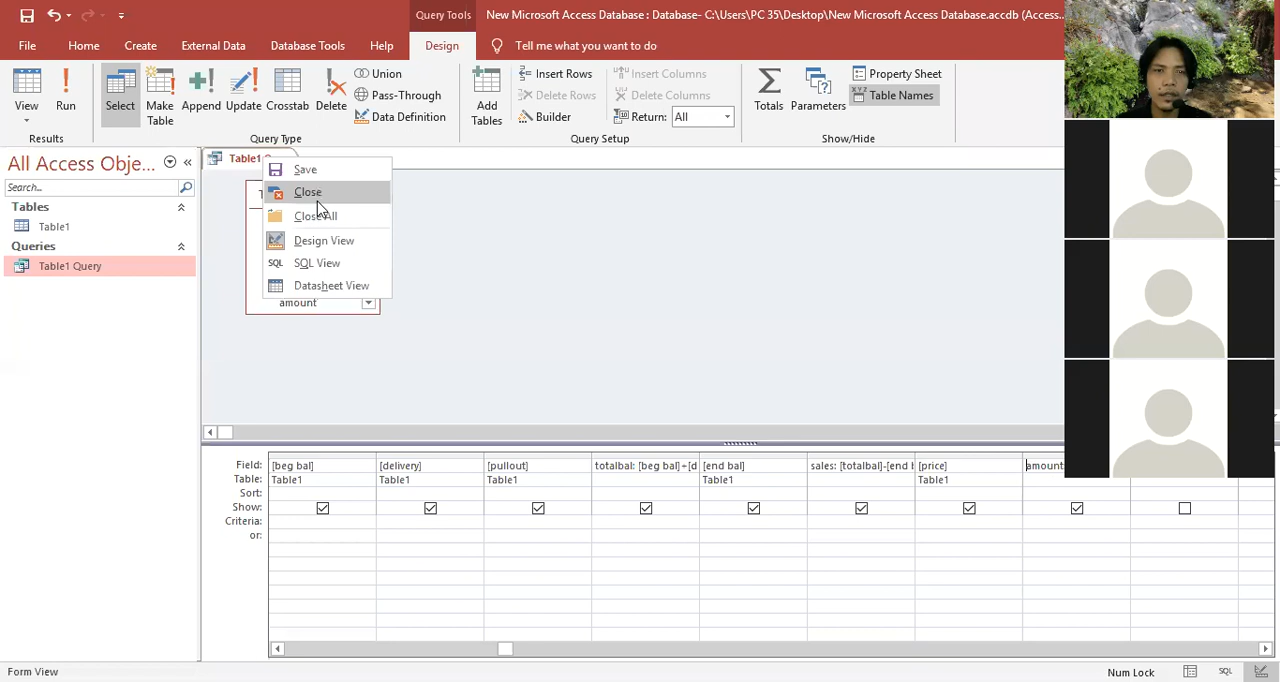 Query Tools
New Microsoft Access Database : Database- C:\Users\PC 35\Desktop\New Microsoft Access Database.accdb (Access...
File Home Create External Data Database Tools Help Design Tell me what you want to do
View Run Select Make Table Append Update Crosstab Delete
Union
Pass-Through
Data Definition
Add Tables
Insert Rows
Delete Rows
Builder
Insert Columns
Delete Columns
Return: All
Totals Parameters
Property Sheet
XYZ Table Names
Results Query Type Query Setup Show/Hide
All Access Obje... «
Search...
Tables
Table1
Queries
Table1 Query
Table1
Save
Close
Close All
Design View
SQL SQL View
Datasheet View
amount
Field: [beg bal] [delivery] [pullout] totalbal: [beg bal]+[d [end bal] sales: [totalbal]-[end b [price] amount
Table: Table1 Table1 Table1 Table1 Table1
Sort:
Show:
Criteria:
or:
Form View Num Lock SQL